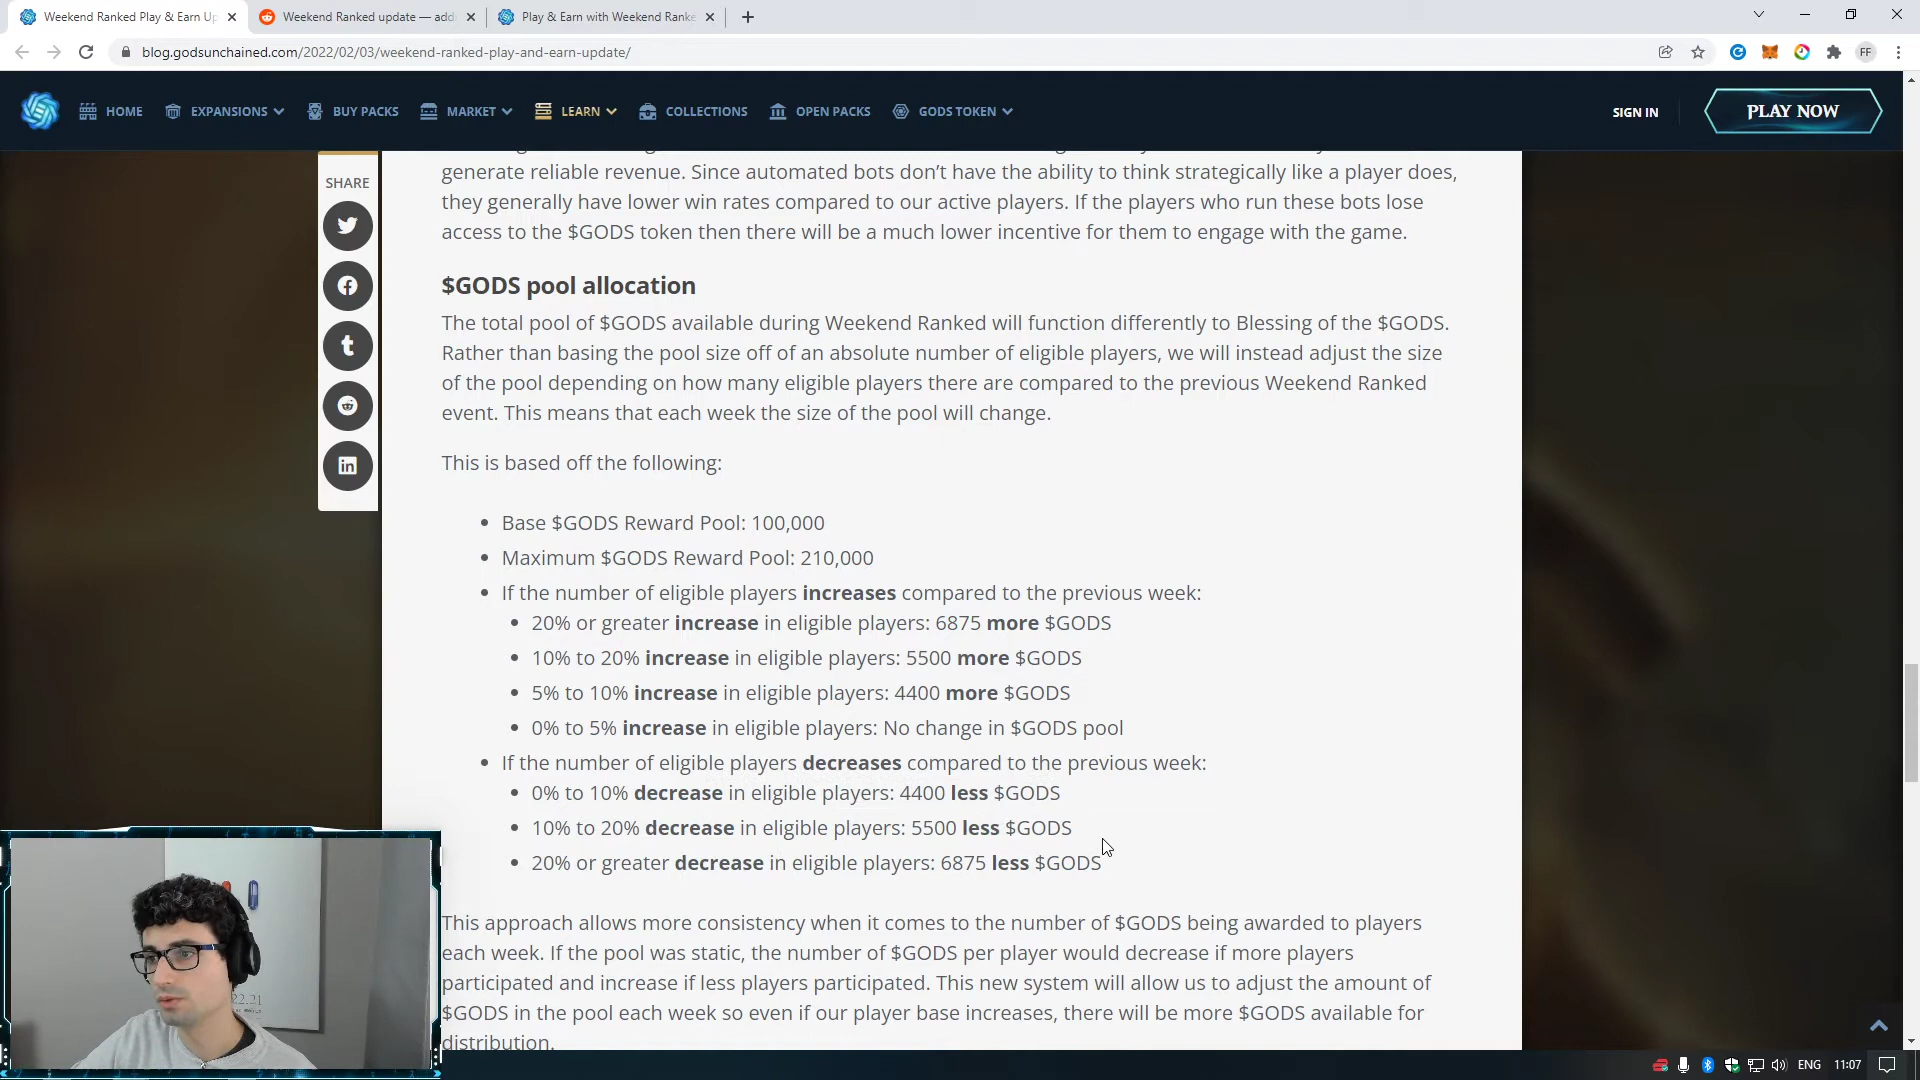 Weekend Ranked Play & Earn Up
Weekend Ranked update — add
Play & Earn with Weekend Ranke
blog.godsunchained.com/2022/02/03/weekend-ranked-play-and-earn-update/
FF
HOME
EXPANSIONS
BUY PACKS
MARKET
LEARN
COLLECTIONS
OPEN PACKS
GODS TOKEN
SIGN IN
PLAY NOW
SHARE
generate reliable revenue. Since automated bots don’t have the ability to think strategically like a player does,
they generally have lower win rates compared to our active players. If the players who run these bots lose
access to the $GODS token then there will be a much lower incentive for them to engage with the game.
$GODS pool allocation
The total pool of $GODS available during Weekend Ranked will function differently to Blessing of the $GODS.
Rather than basing the pool size off of an absolute number of eligible players, we will instead adjust the size
of the pool depending on how many eligible players there are compared to the previous Weekend Ranked
event. This means that each week the size of the pool will change.
This is based off the following:
• Base $GODS Reward Pool: 100,000
• Maximum $GODS Reward Pool: 210,000
• If the number of eligible players increases compared to the previous week:
• 20% or greater increase in eligible players: 6875 more $GODS
• 10% to 20% increase in eligible players: 5500 more $GODS
• 5% to 10% increase in eligible players: 4400 more $GODS
• 0% to 5% increase in eligible players: No change in $GODS pool
• If the number of eligible players decreases compared to the previous week:
• 0% to 10% decrease in eligible players: 4400 less $GODS
• 10% to 20% decrease in eligible players: 5500 less $GODS
• 20% or greater decrease in eligible players: 6875 less $GODS
This approach allows more consistency when it comes to the number of $GODS being awarded to players
each week. If the pool was static, the number of $GODS per player would decrease if more players
participated and increase if less players participated. This new system will allow us to adjust the amount of
$GODS in the pool each week so even if our player base increases, there will be more $GODS available for
distribution.
22.21
ENG
11:07